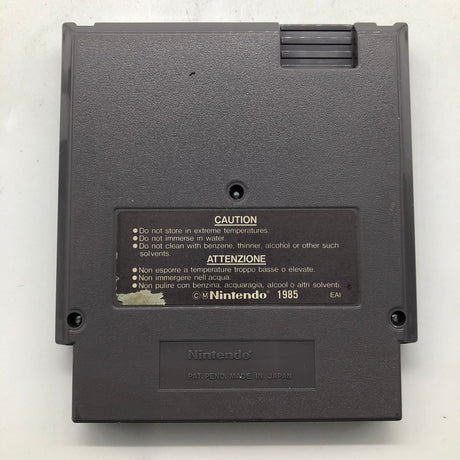 CAUTION
●Do not store in extreme temperatures.
●Do not immerse in water.
●Do not clean with benzene, thinner, alcohol or other such
solvents.
ATTENZIONE
●Non esporre a temperature troppo basse o elevate.
●Non immergere nell'acqua.
●Non pulire con benzina, acquaragia, alcool o altri solventi.
©Ⓜ Nintendo® 1985 EAI
Nintendo®
PAT. PEND. MADE IN JAPAN